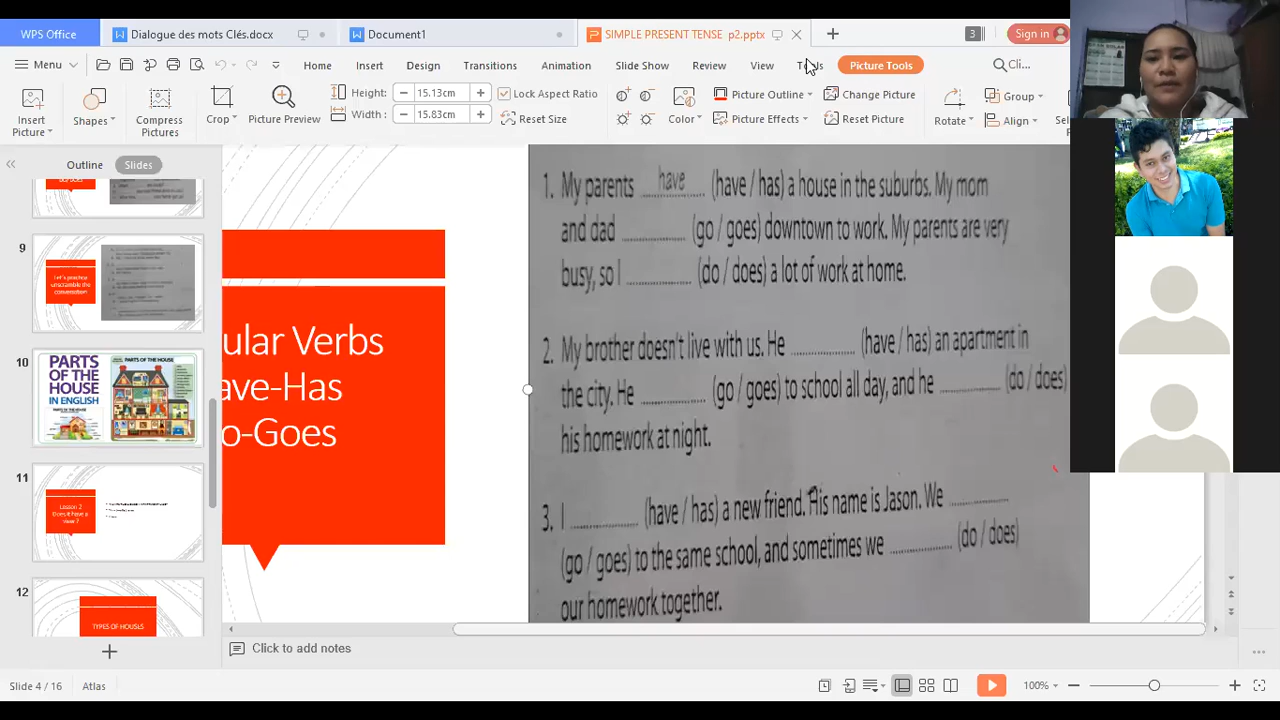 WPS Office
Dialogue des mots Clés.docx
Document1
SIMPLE PRESENT TENSE p2.pptx
3
Sign in
Menu
Home
Insert
Design
Transitions
Animation
Slide Show
Review
View
Tools
Picture Tools
Cli...
Insert
Picture
Shapes
Compress
Pictures
Crop
Picture Preview
Height:
15.13cm
Width :
15.83cm
Lock Aspect Ratio
Reset Size
Color
Picture Outline
Picture Effects
Change Picture
Reset Picture
Rotate
Group
Align
Outline
Slides
9
Let's practice
unscramble the
conversation
10
PARTS
OF THE
HOUSE
IN ENGLISH
PARTS OF THE HOUSE
11
Lesson 2
Does it have a
view ?
12
TYPES OF HOUSES
ular Verbs
ave-Has
o-Goes
1. My parents have (have / has) a house in the suburbs. My mom
and dad ............... (go / goes) downtown to work. My parents are very
busy, so I ............... (do / does) a lot of work at home.
2. My brother doesn't live with us. He ............... (have / has) an apartment in
the city. He ............... (go / goes) to school all day, and he ............... (do / does)
his homework at night.
3. I ............... (have / has) a new friend. His name is Jason. We ...............
(go / goes) to the same school, and sometimes we ............... (do / does)
our homework together.
Click to add notes
Slide 4 / 16
Atlas
100%